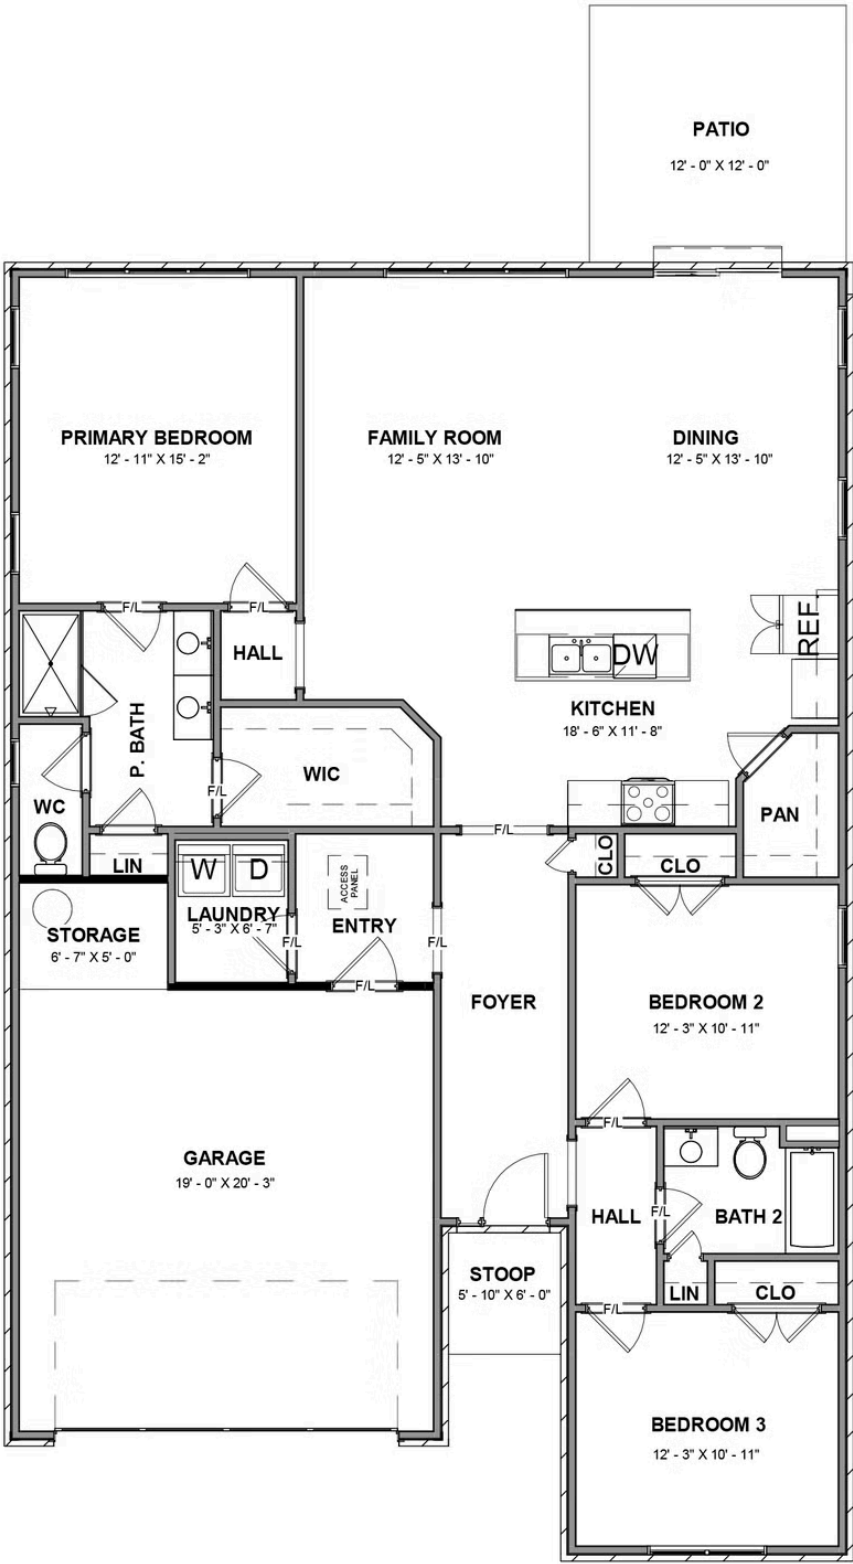 PATIO
12' - 0" X 12' - 0"
PRIMARY BEDROOM
12' - 11" X 15' - 2"
FAMILY ROOM
12' - 5" X 13' - 10"
DINING
12' - 5" X 13' - 10"
F/L
F/L
HALL
REF
DW
KITCHEN
18' - 6" X 11' - 8"
P. BATH
WIC
F/L
WC
PAN
F/L
LIN
W
D
ACCESS
PANEL
CLO
CLO
LAUNDRY
5' - 3" X 6' - 7"
ENTRY
STORAGE
6' - 7" X 5' - 0"
F/L
F/L
F/L
FOYER
BEDROOM 2
12' - 3" X 10' - 11"
F/L
GARAGE
19' - 0" X 20' - 3"
HALL
F/L
BATH 2
STOOP
5' - 10" X 6' - 0"
LIN
CLO
F/L
BEDROOM 3
12' - 3" X 10' - 11"